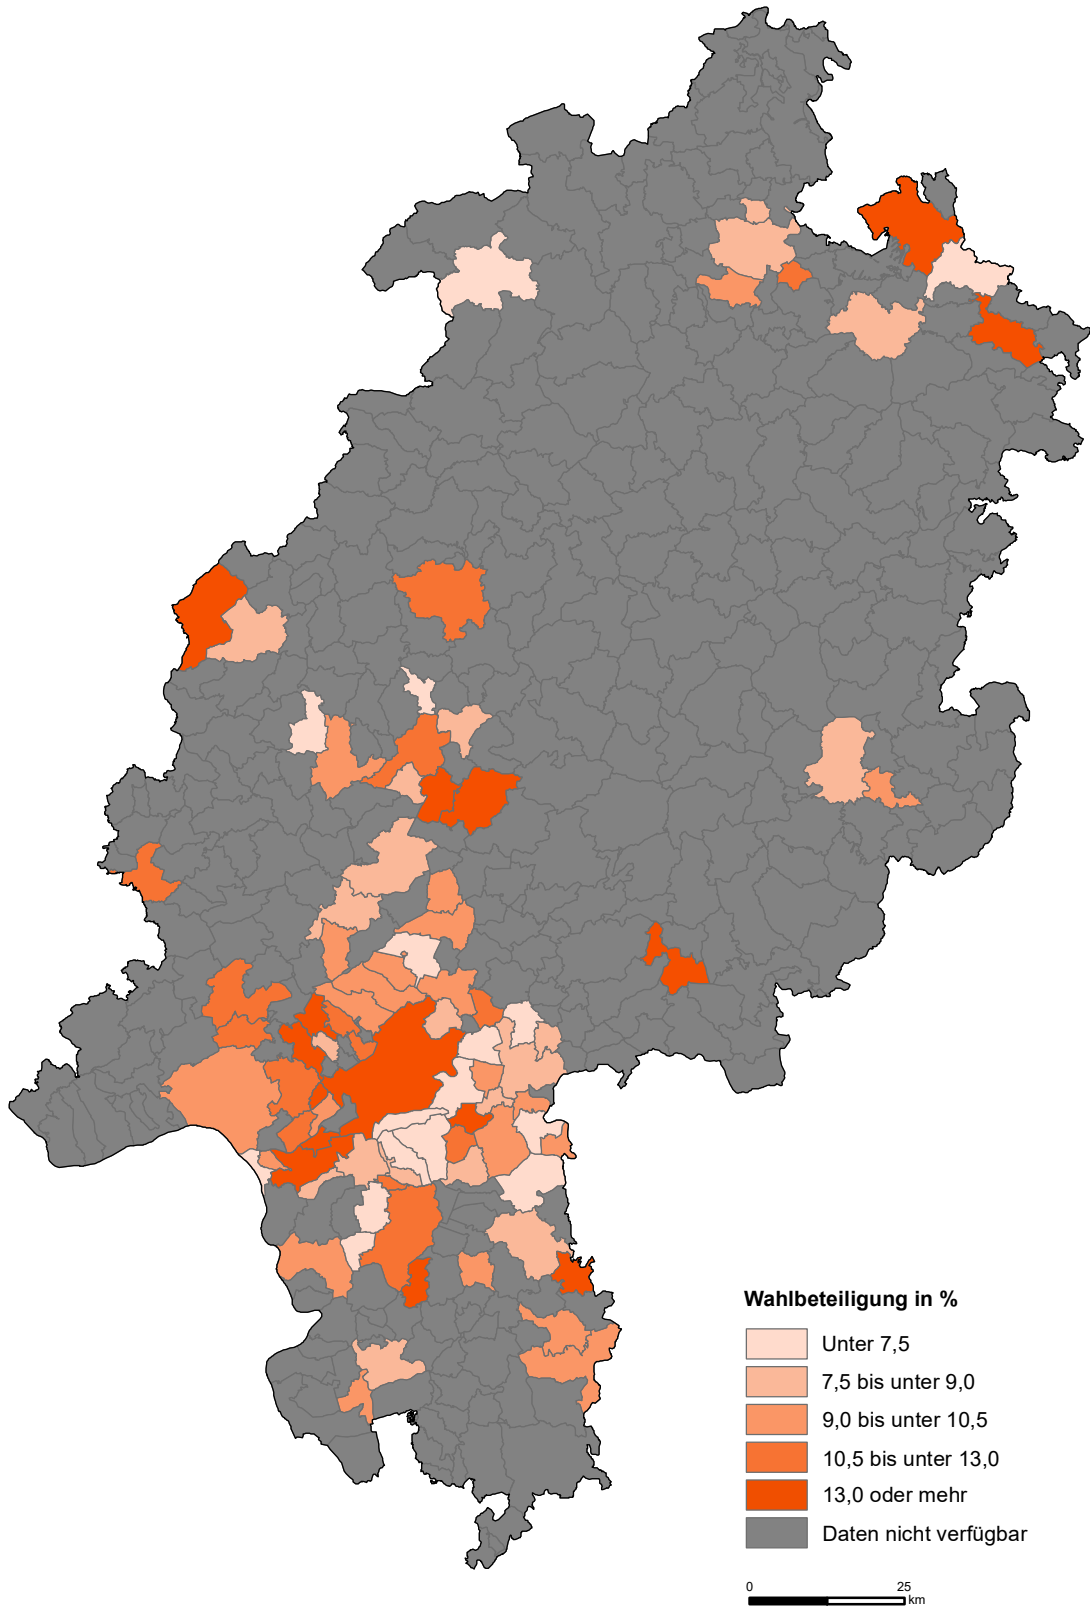 Wahlbeteiligung in %
Unter 7,5
7,5 bis unter 9,0
9,0 bis unter 10,5
10,5 bis unter 13,0
13,0 oder mehr
Daten nicht verfügbar
0 25
km